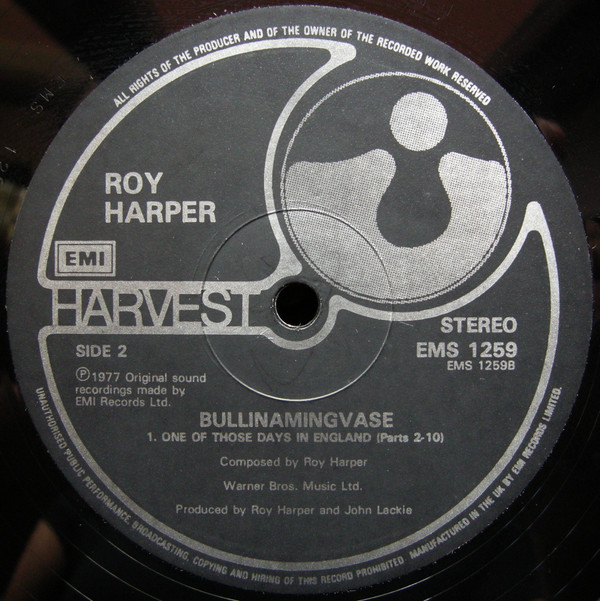 ALL RIGHTS OF THE PRODUCER AND OF THE OWNER OF THE RECORDED WORK RESERVED
ROY
HARPER
EMI
HARVEST
STEREO
SIDE 2
EMS 1259
EMS 1259B
Ⓟ1977 Original sound
recordings made by
EMI Records Ltd.
BULLINAMINGVASE
1. ONE OF THOSE DAYS IN ENGLAND (Parts 2-10)
Composed by Roy Harper
Warner Bros. Music Ltd.
Produced by Roy Harper and John Lackie
UNAUTHORISED PUBLIC PERFORMANCE, BROADCASTING, COPYING AND HIRING OF THIS RECORD PROHIBITED MANUFACTURED IN THE UK BY EMI RECORDS LIMITED.